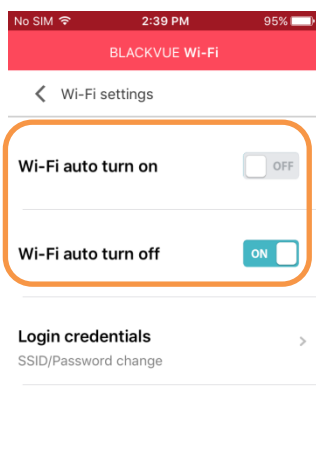 No SIM 2:39 PM 95%
BLACKVUE Wi-Fi
Wi-Fi settings
Wi-Fi auto turn on OFF
Wi-Fi auto turn off ON
Login credentials
SSID/Password change